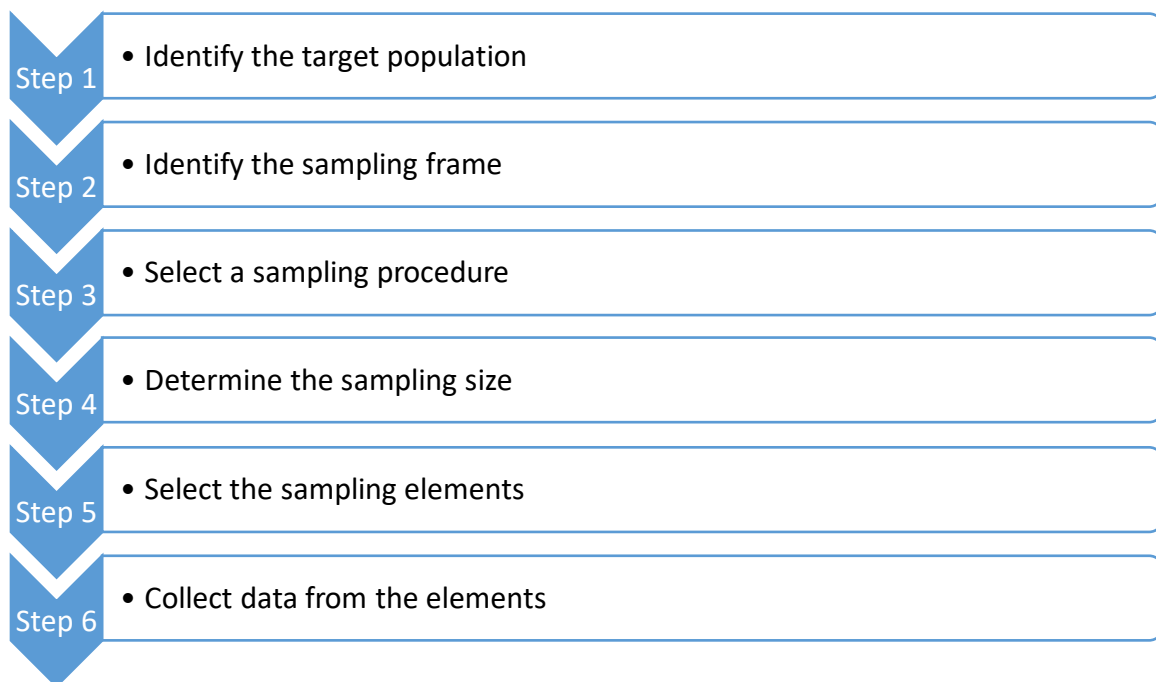 Step 1
• Identify the target population
Step 2
• Identify the sampling frame
Step 3
• Select a sampling procedure
Step 4
• Determine the sampling size
Step 5
• Select the sampling elements
Step 6
• Collect data from the elements